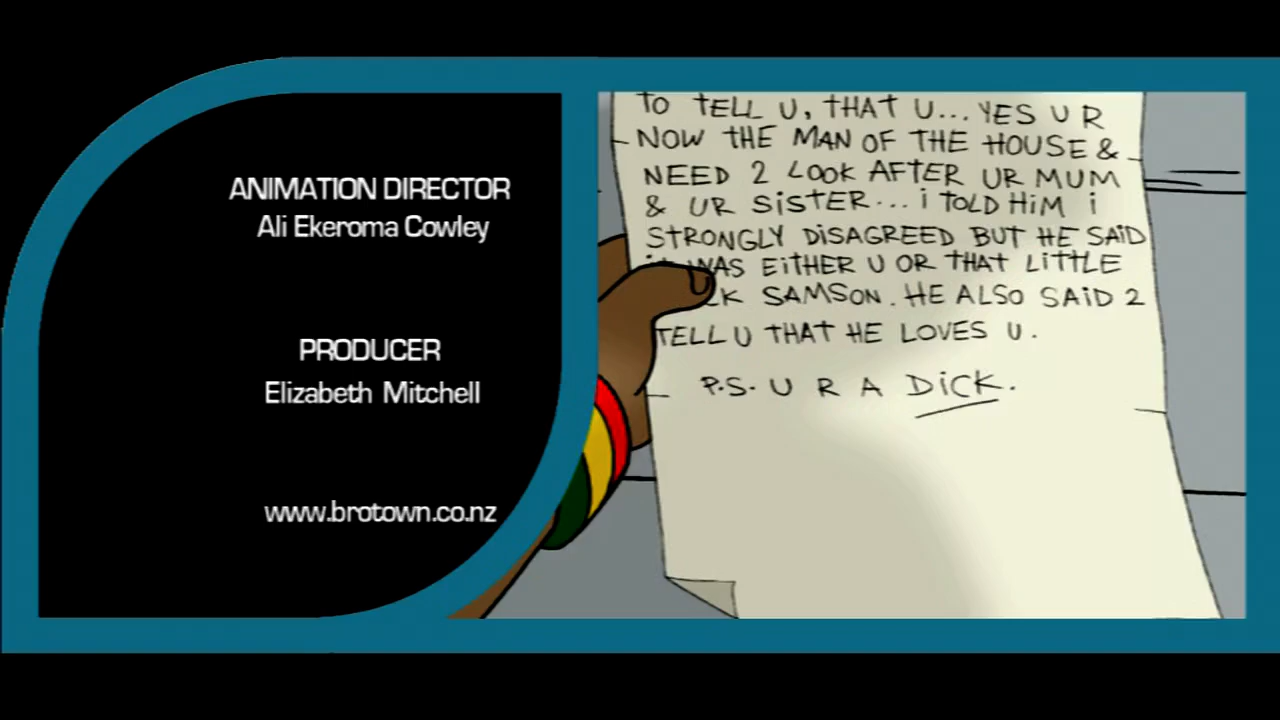 ANIMATION DIRECTOR
Ali Ekeroma Cowley
PRODUCER
Elizabeth Mitchell
www.brotown.co.nz
TO TELL U, THAT U... YES U R
NOW THE MAN OF THE HOUSE &
NEED 2 LOOK AFTER UR MUM
& UR SiSTER... i TOLD HiM i
STRONGLY DiSAGREED BUT HE SAiD
WAS EiTHER U OR THAT LiTTLE
SAMSON. HE ALSO SAiD 2
TELL U THAT HE LOVES U.
P.S. U R A DiCK.